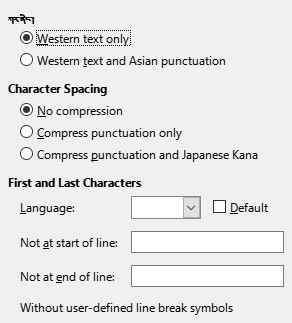 Western text only
Western text and Asian punctuation
Character Spacing
No compression
Compress punctuation only
Compress punctuation and Japanese Kana
First and Last Characters
Language: Default
Not at start of line:
Not at end of line:
Without user-defined line break symbols